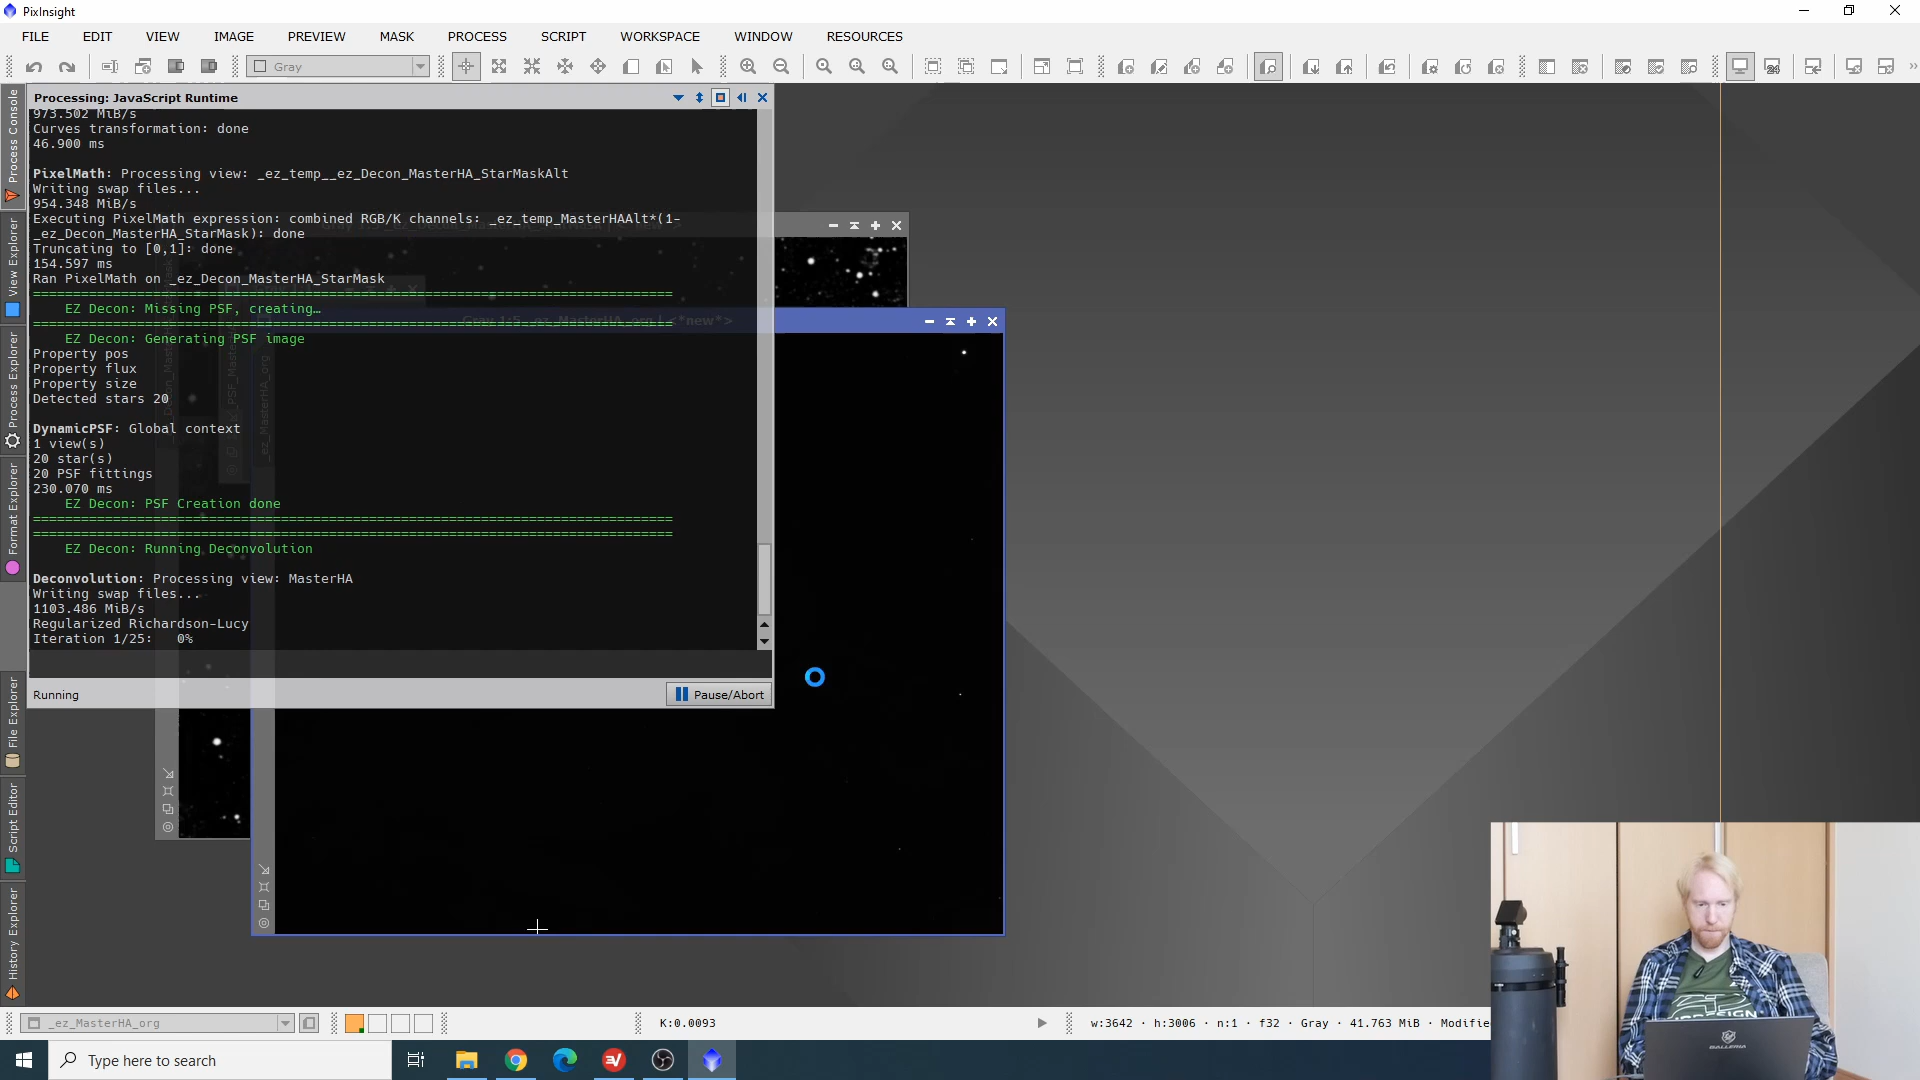 PixInsight
FILE EDIT VIEW IMAGE PREVIEW MASK PROCESS SCRIPT WORKSPACE WINDOW RESOURCES
Gray
Processing: JavaScript Runtime
973.502 MiB/s
Curves transformation: done
46.900 ms
PixelMath: Processing view: _ez_temp__ez_Decon_MasterHA_StarMaskAlt
Writing swap files...
954.348 MiB/s
Executing PixelMath expression: combined RGB/K channels: _ez_temp_MasterHAAlt*(1-
_ez_Decon_MasterHA_StarMask): done
Truncating to [0,1]: done
154.597 ms
Ran PixelMath on _ez_Decon_MasterHA_StarMask
================================================================================
EZ Decon: Missing PSF, creating…
================================================================================
EZ Decon: Generating PSF image
Property pos
Property flux
Property size
Detected stars 20
DynamicPSF: Global context
1 view(s)
20 star(s)
20 PSF fittings
230.070 ms
EZ Decon: PSF Creation done
================================================================================
================================================================================
EZ Decon: Running Deconvolution
Deconvolution: Processing view: MasterHA
Writing swap files...
1103.486 MiB/s
Regularized Richardson-Lucy
Iteration 1/25: 0%
Running
Pause/Abort
Gray 1:5 _ez_MasterHA_org | <*new*>
_ez_MasterHA_org
Process Console
View Explorer
Process Explorer
Format Explorer
File Explorer
Script Editor
History Explorer
_ez_MasterHA_org
K:0.0093
w:3642 · h:3006 · n:1 · f32 · Gray · 41.763 MiB · Modifie
Type here to search
GALLERIA